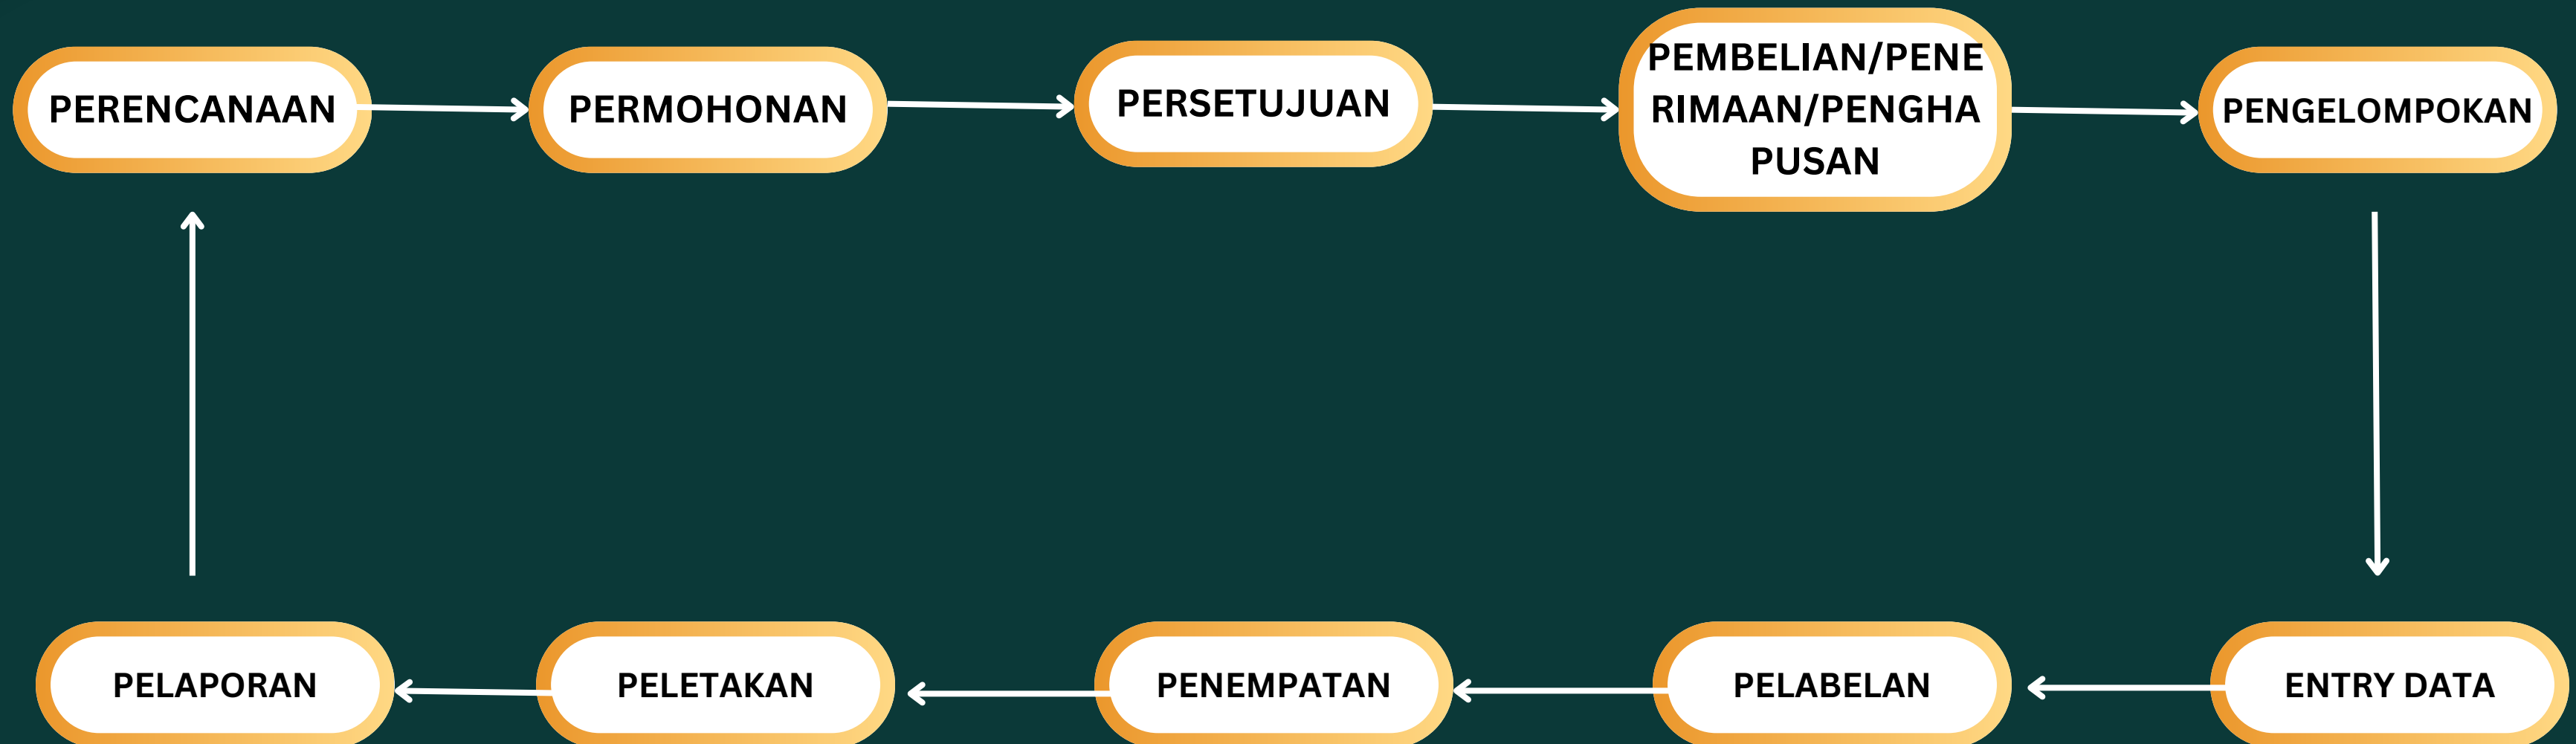 PERENCANAAN
PERMOHONAN
PERSETUJUAN
PEMBELIAN/PENE
RIMAAN/PENGHA
PUSAN
PENGELOMPOKAN
PELAPORAN
PELETAKAN
PENEMPATAN
PELABELAN
ENTRY DATA